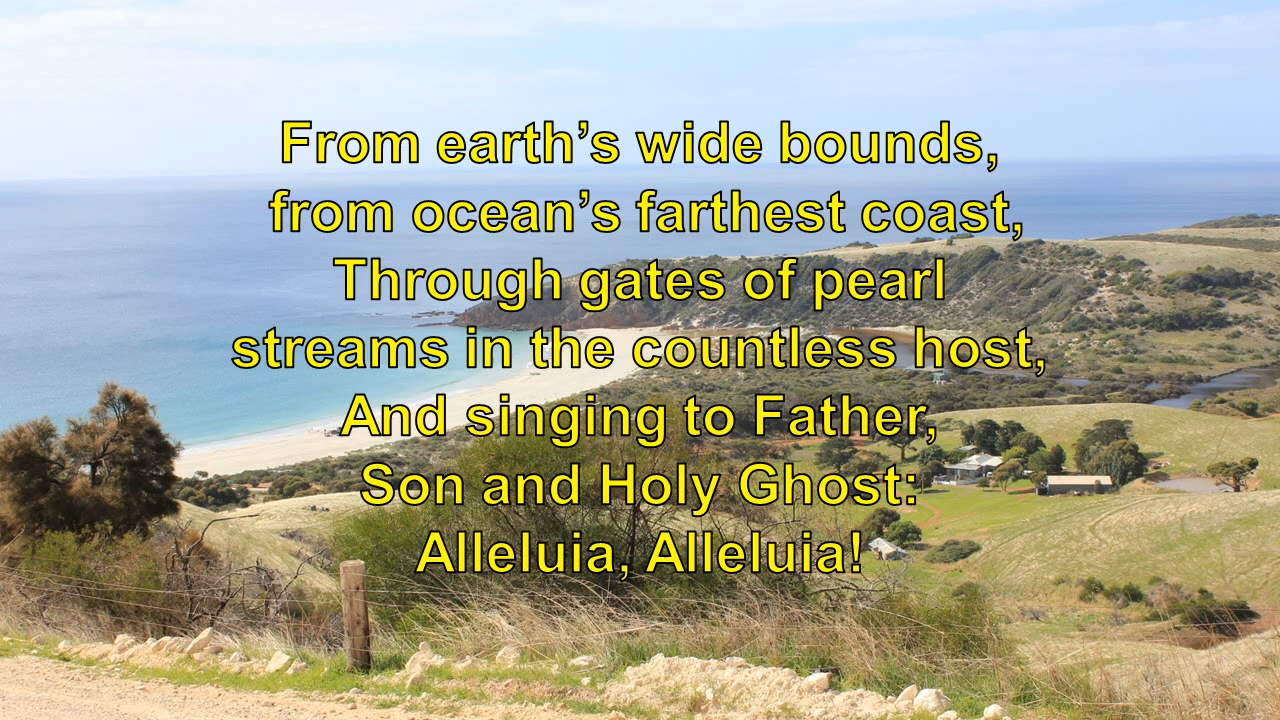 From earth’s wide bounds,
from ocean’s farthest coast,
Through gates of pearl
streams in the countless host,
And singing to Father,
Son and Holy Ghost:
Alleluia, Alleluia!